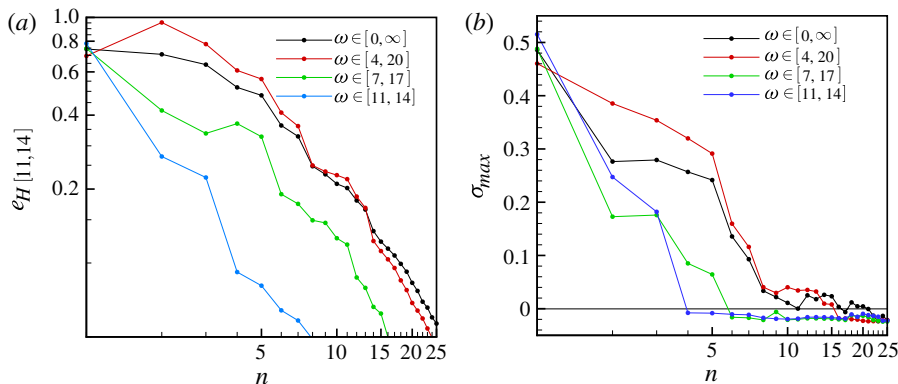 (a)
1.0
0.8
0.6
0.4
0.2
e_H [11,14]
ω ∈ [0, ∞]
ω ∈ [4, 20]
ω ∈ [7, 17]
ω ∈ [11, 14]
5
10
15
20
25
n
(b)
0.5
0.4
0.3
0.2
0.1
0
σ_max
ω ∈ [0, ∞]
ω ∈ [4, 20]
ω ∈ [7, 17]
ω ∈ [11, 14]
5
10
15
20
25
n